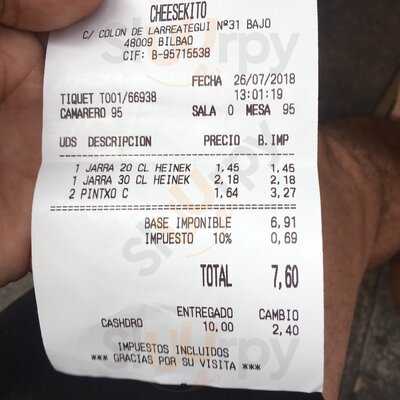 CHEESEKITO
C/ COLON DE LARREATEGUI Nº31 BAJO
48009 BILBAO
CIF: B-95715538
FECHA 26/07/2018
TIQUET T001/66938 13:01:19
CAMARERO 95 SALA 0 MESA 95
UDS DESCRIPCION PRECIO B.IMP
1 JARRA 20 CL HEINEK 1,45 1,45
1 JARRA 30 CL HEINEK 2,18 2,18
2 PINTXO C 1,64 3,27
BASE IMPONIBLE 6,91
IMPUESTO 10% 0,69
TOTAL 7,60
ENTREGADO CAMBIO
CASHDRO 10,00 2,40
IMPUESTOS INCLUIDOS
*** GRACIAS POR SU VISITA ***